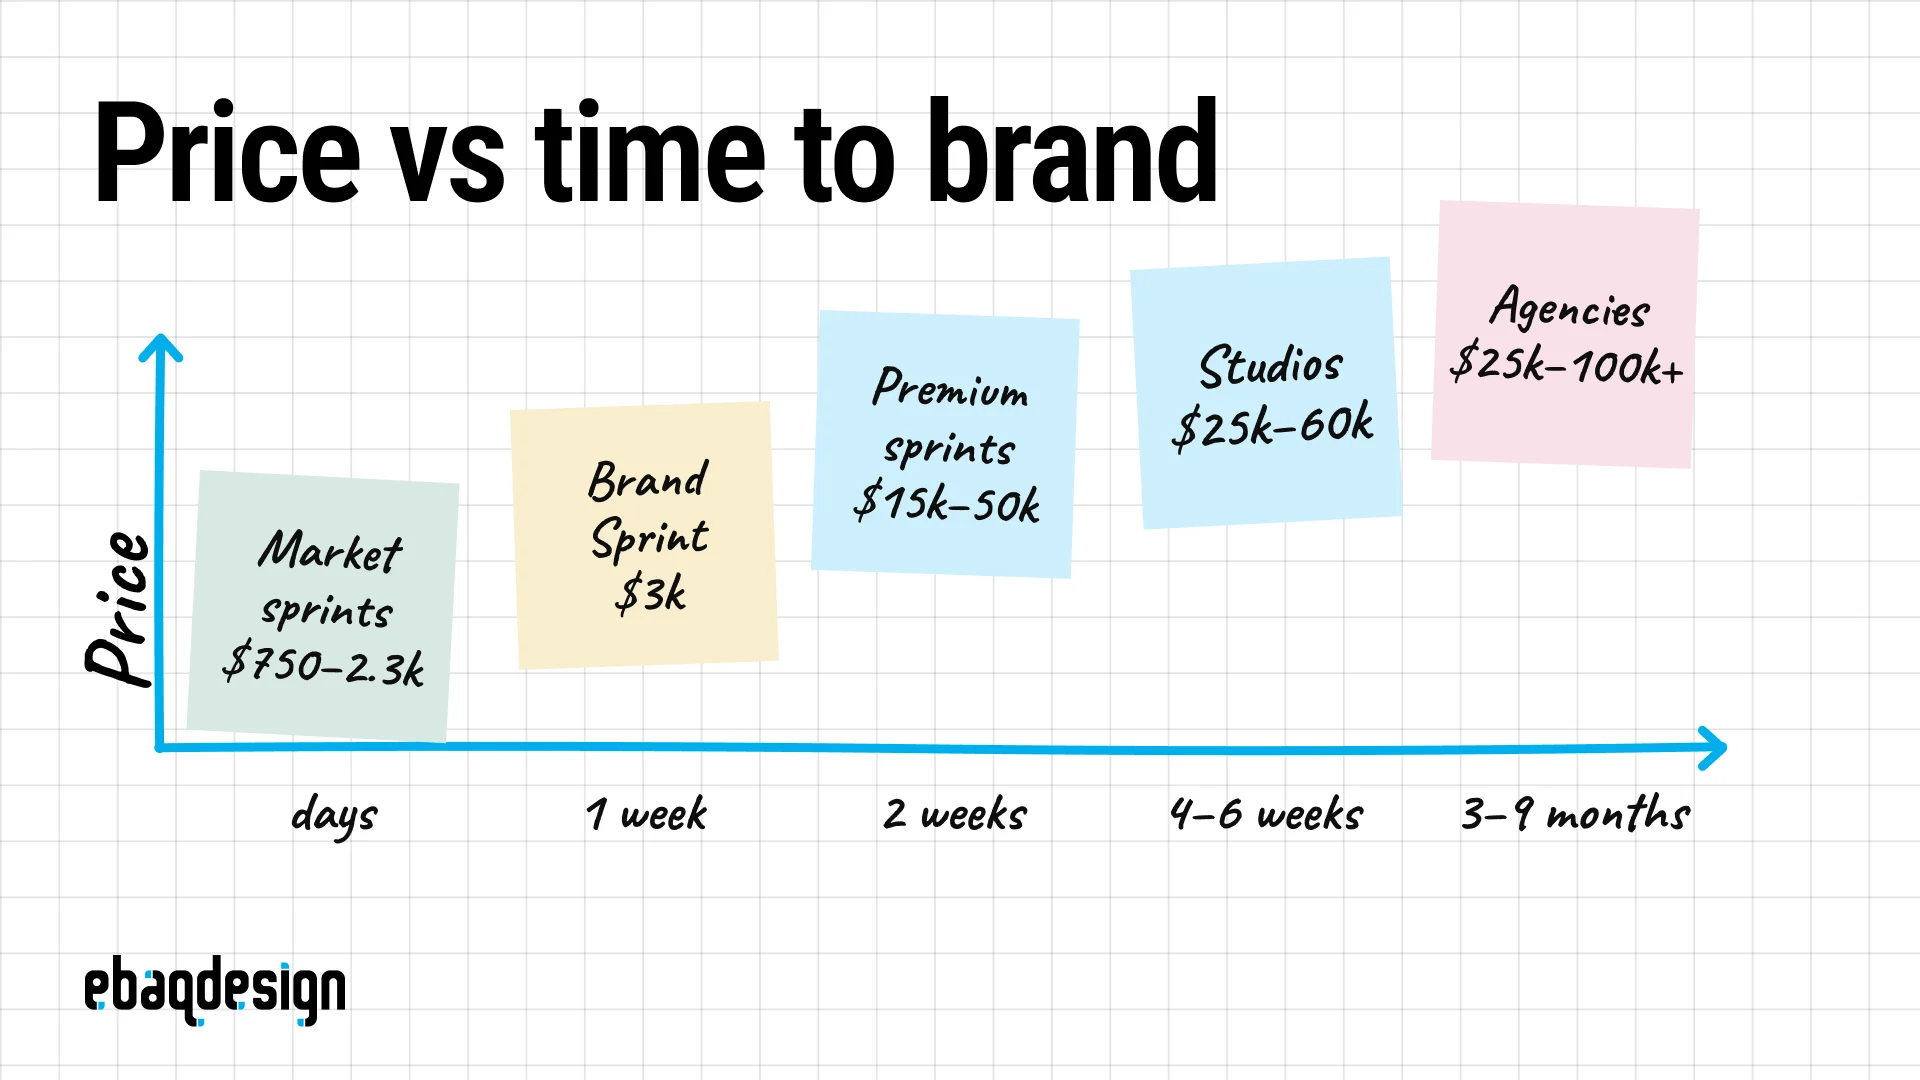 Price vs time to brand
Agencies
$25k–100k+
Studios
$25k–60k
Premium
sprints
$15k–50k
Brand
Sprint
$3k
Market
sprints
$750–2.3k
Price
days
1 week
2 weeks
4–6 weeks
3–9 months
ebaqdesign